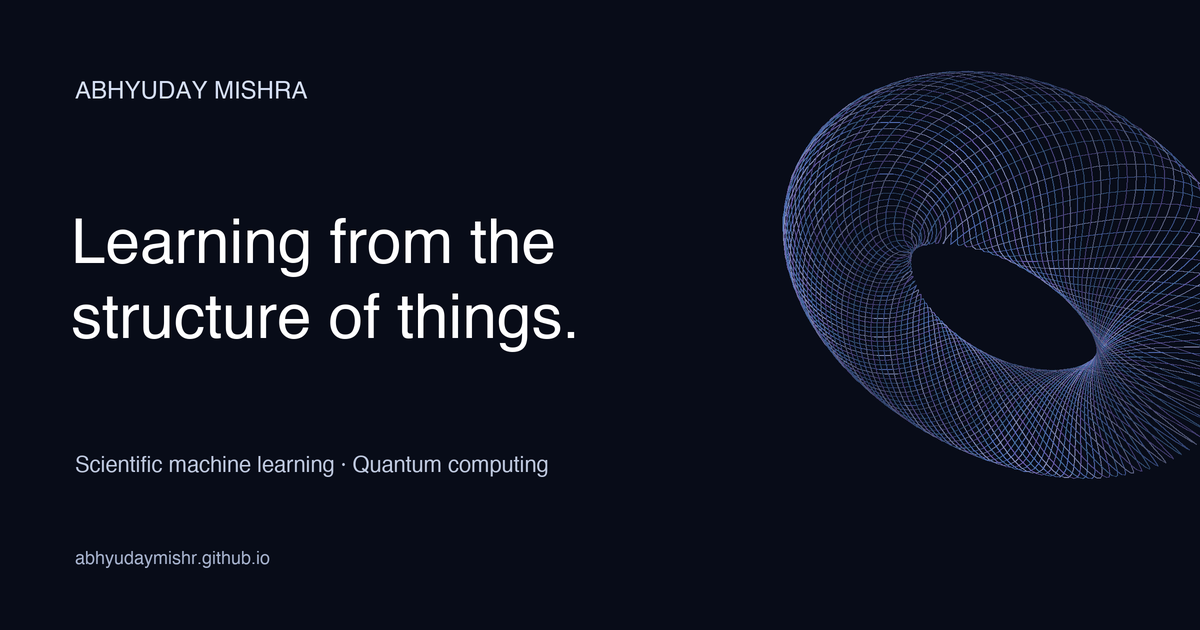 ABHYUDAY MISHRA
Learning from the
structure of things.
Scientific machine learning · Quantum computing
abhyudaymishr.github.io